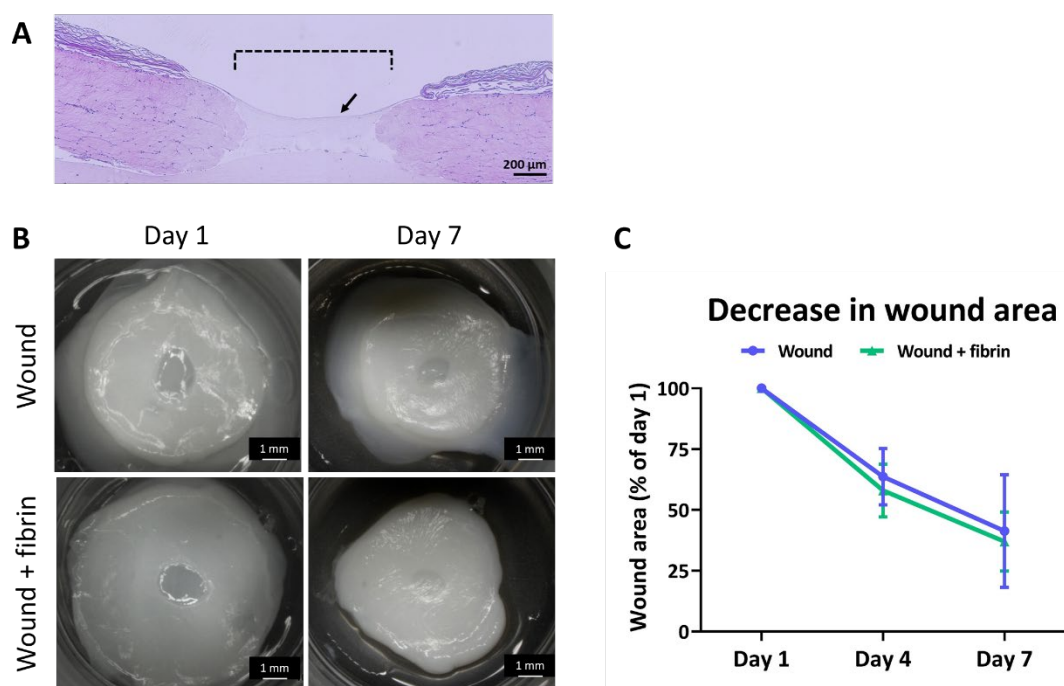 A
200 µm
B
Day 1
Day 7
Wound
1 mm
1 mm
Wound + fibrin
1 mm
1 mm
C
Decrease in wound area
Wound
Wound + fibrin
Wound area (% of day 1)
100
75
50
25
0
Day 1
Day 4
Day 7